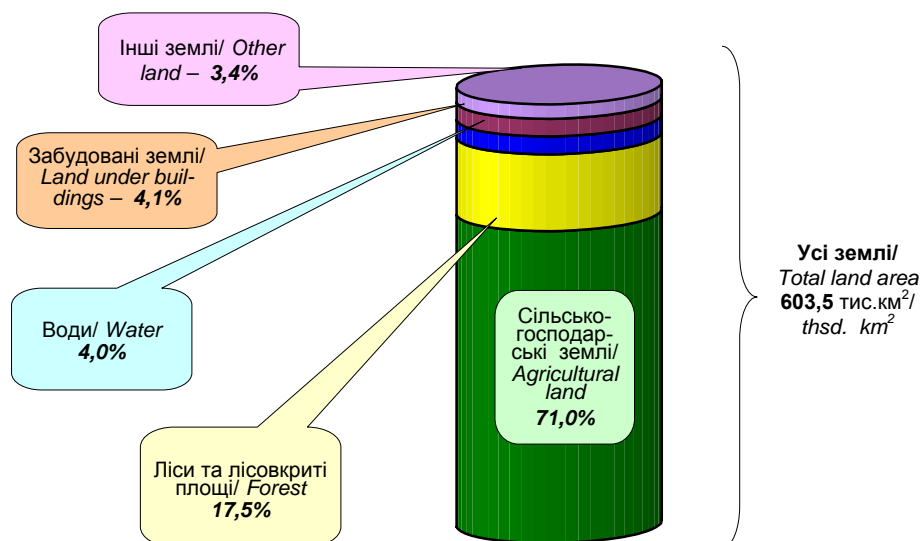 Інші землі/ Other
land – 3,4%
Забудовані землі/
Land under buil-
dings – 4,1%
Води/ Water
4,0%
Ліси та лісовкриті
площі/ Forest
17,5%
Сільсько-
господар-
ські землі/
Agricultural
land
71,0%
Усі землі/
Total land area
603,5 тис.км²/
thsd. km²